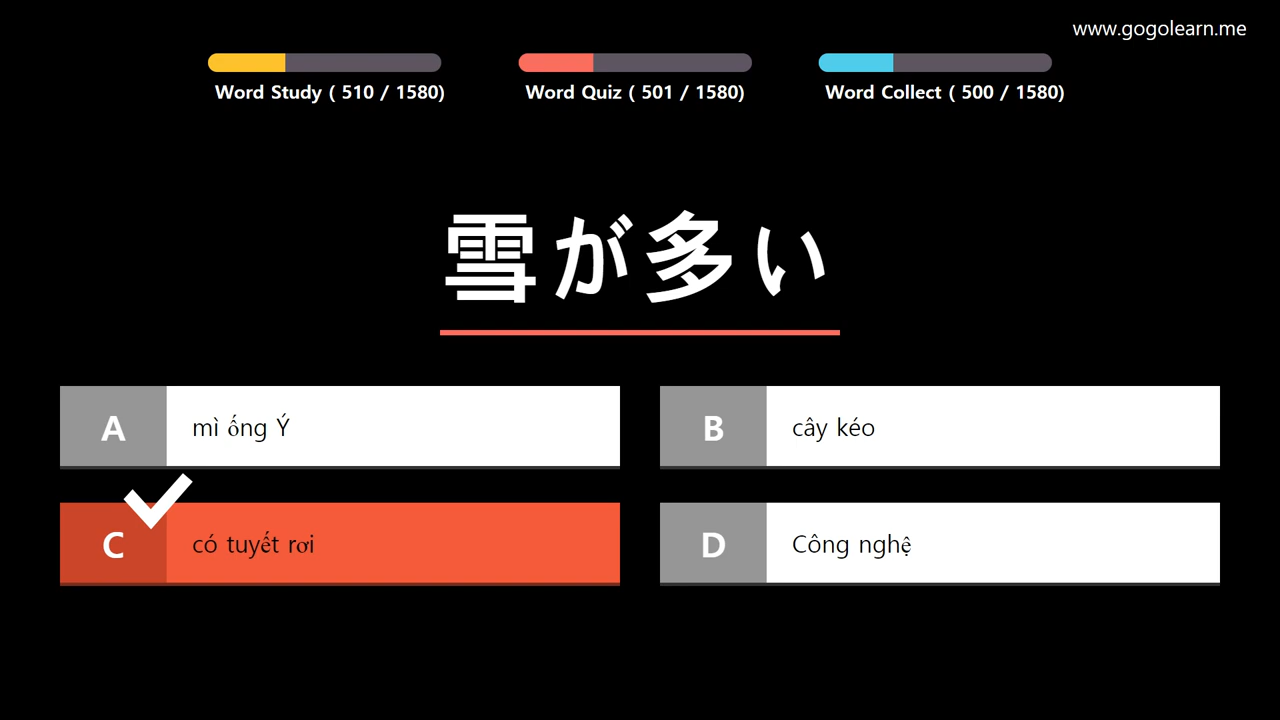 www.gogolearn.me
Word Study ( 510 / 1580)
Word Quiz ( 501 / 1580)
Word Collect ( 500 / 1580)
雪が多い
A mì ống Ý
B cây kéo
C có tuyết rơi
D Công nghệ